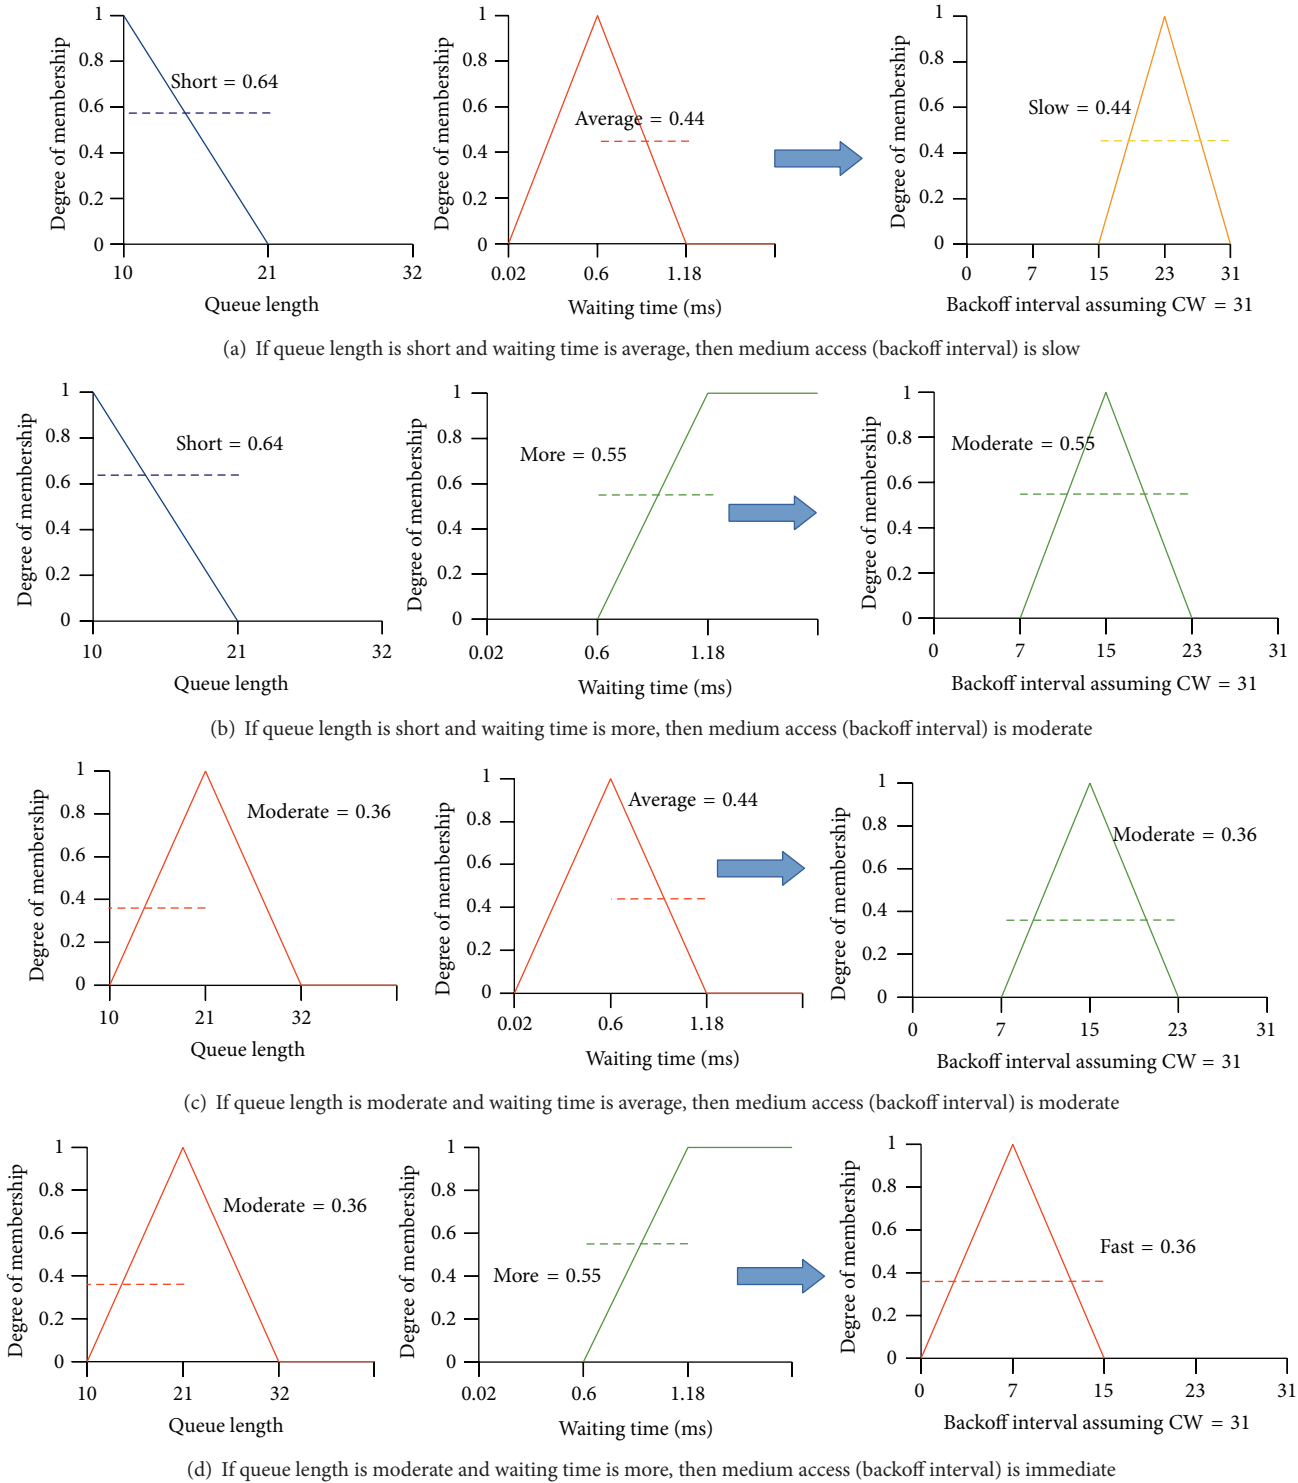 Degree of membership
1
0.8
0.6
0.4
0.2
0
Short = 0.64
10 21 32
Queue length
Degree of membership
1
0.8
0.6
0.4
0.2
0
Average = 0.44
0.02 0.6 1.18
Waiting time (ms)
Degree of membership
1
0.8
0.6
0.4
0.2
0
Slow = 0.44
0 7 15 23 31
Backoff interval assuming CW = 31
(a) If queue length is short and waiting time is average, then medium access (backoff interval) is slow
Degree of membership
1
0.8
0.6
0.4
0.2
0
Short = 0.64
10 21 32
Queue length
Degree of membership
1
0.8
0.6
0.4
0.2
0
More = 0.55
0.02 0.6 1.18
Waiting time (ms)
Degree of membership
1
0.8
0.6
0.4
0.2
0
Moderate = 0.55
0 7 15 23 31
Backoff interval assuming CW = 31
(b) If queue length is short and waiting time is more, then medium access (backoff interval) is moderate
Degree of membership
1
0.8
0.6
0.4
0.2
0
Moderate = 0.36
10 21 32
Queue length
Degree of membership
1
0.8
0.6
0.4
0.2
0
Average = 0.44
0.02 0.6 1.18
Waiting time (ms)
Degree of membership
1
0.8
0.6
0.4
0.2
0
Moderate = 0.36
0 7 15 23 31
Backoff interval assuming CW = 31
(c) If queue length is moderate and waiting time is average, then medium access (backoff interval) is moderate
Degree of membership
1
0.8
0.6
0.4
0.2
0
Moderate = 0.36
10 21 32
Queue length
Degree of membership
1
0.8
0.6
0.4
0.2
0
More = 0.55
0.02 0.6 1.18
Waiting time (ms)
Degree of membership
1
0.8
0.6
0.4
0.2
0
Fast = 0.36
0 7 15 23 31
Backoff interval assuming CW = 31
(d) If queue length is moderate and waiting time is more, then medium access (backoff interval) is immediate